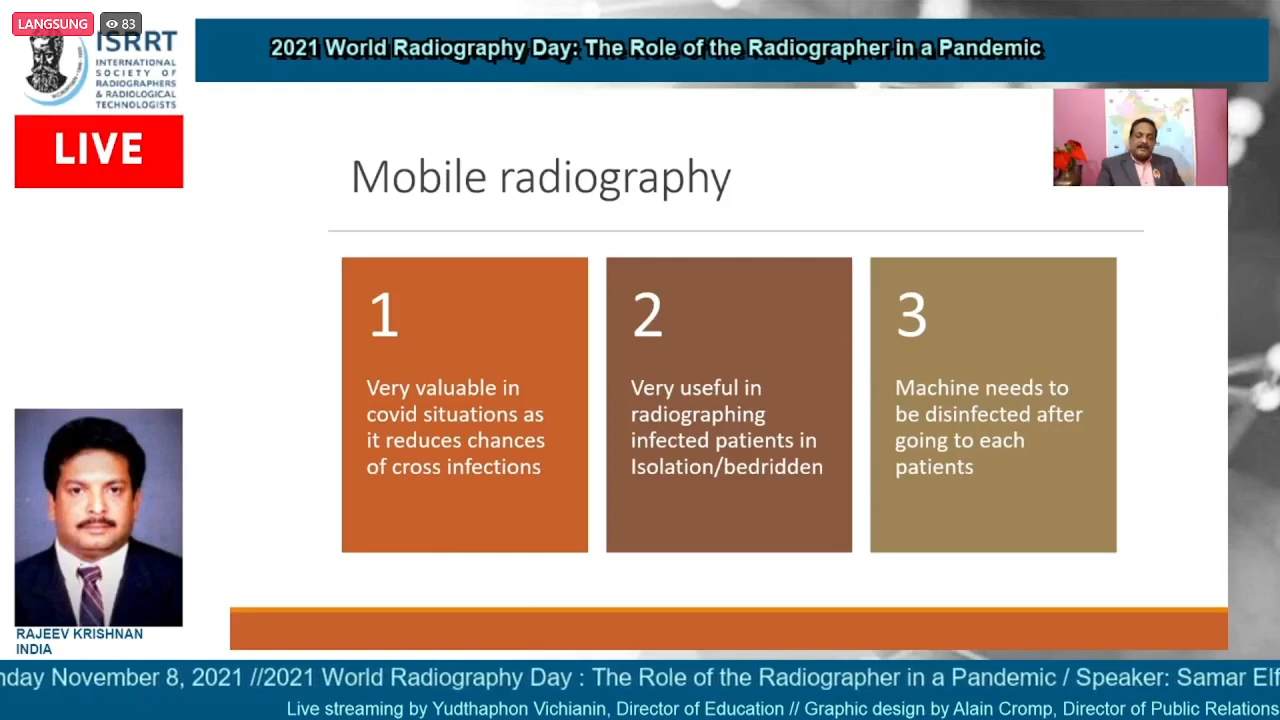 LANGSUNG 83
ISRRT
INTERNATIONAL
SOCIETY OF
RADIOGRAPHERS
& RADIOLOGICAL
TECHNOLOGISTS
2021 World Radiography Day: The Role of the Radiographer in a Pandemic
LIVE
Mobile radiography
1
Very valuable in
covid situations as
it reduces chances
of cross infections
2
Very useful in
radiographing
infected patients in
Isolation/bedridden
3
Machine needs to
be disinfected after
going to each
patients
RAJEEV KRISHNAN
INDIA
nday November 8, 2021 //2021 World Radiography Day : The Role of the Radiographer in a Pandemic / Speaker: Samar Elf
Live streaming by Yudthaphon Vichianin, Director of Education // Graphic design by Alain Cromp, Director of Public Relations